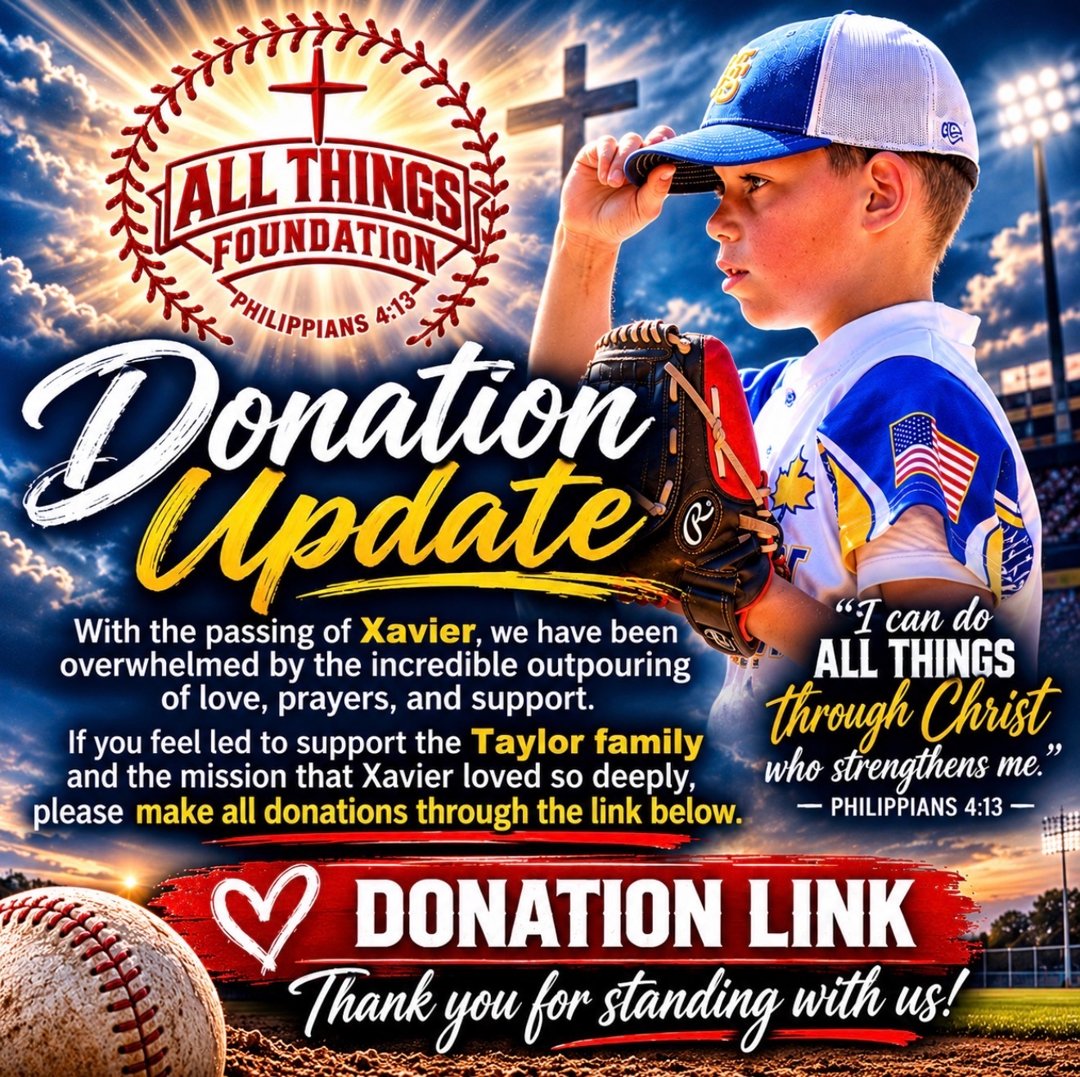 ALL THINGS
FOUNDATION
PHILIPPIANS 4:13
Donation
Update
With the passing of Xavier, we have been
overwhelmed by the incredible outpouring
of love, prayers, and support.
If you feel led to support the Taylor family
and the mission that Xavier loved so deeply,
please make all donations through the link below.
"I can do
ALL THINGS
through Christ
who strengthens me."
— PHILIPPIANS 4:13 —
DONATION LINK
Thank you for standing with us!